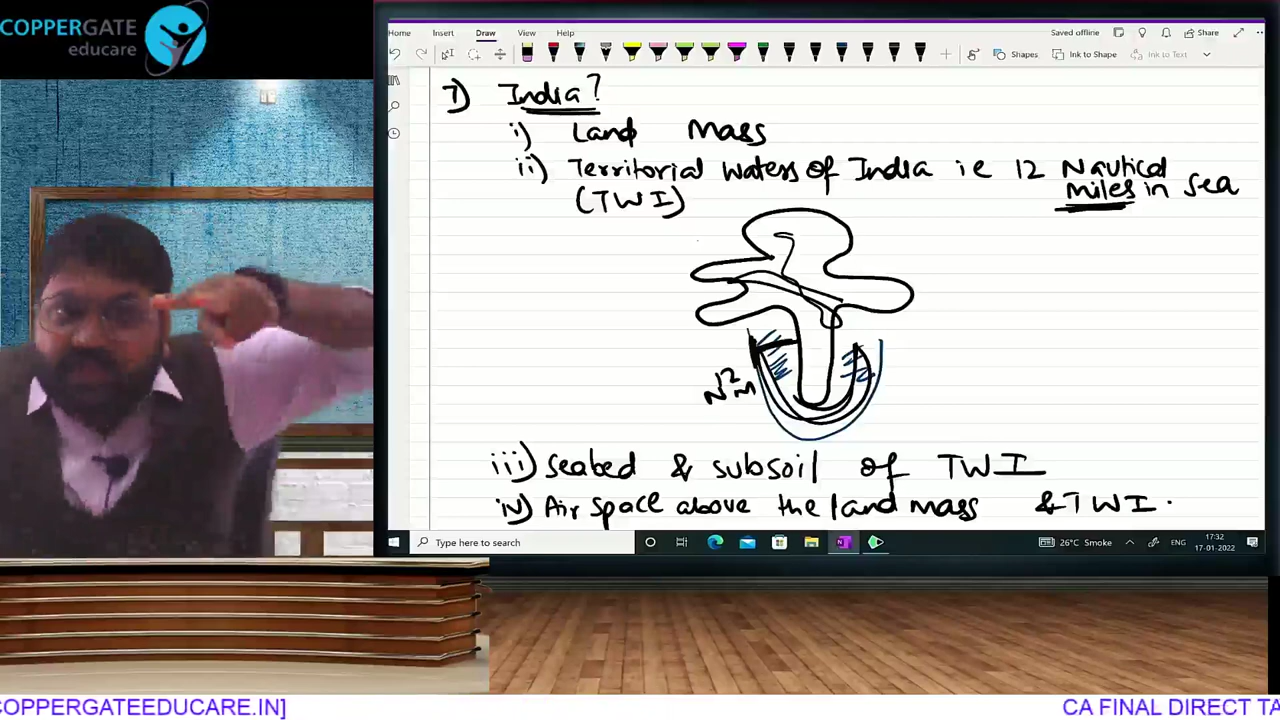 COPPERGATE
educare
Home Insert Draw View Help
Saved offline
Share
Shapes
Ink to Shape
Ink to Text
I) India?
i) Land Mass
ii) Territorial waters of India ie 12 Nautical
miles in sea
(TWI)
12
NM
iii) Seabed & subsoil of TWI
iv) Air space above the land mass & TWI.
Type here to search
26°C Smoke
ENG
17:32
17-01-2022
COPPERGATEEDUCARE.IN]
CA FINAL DIRECT TA